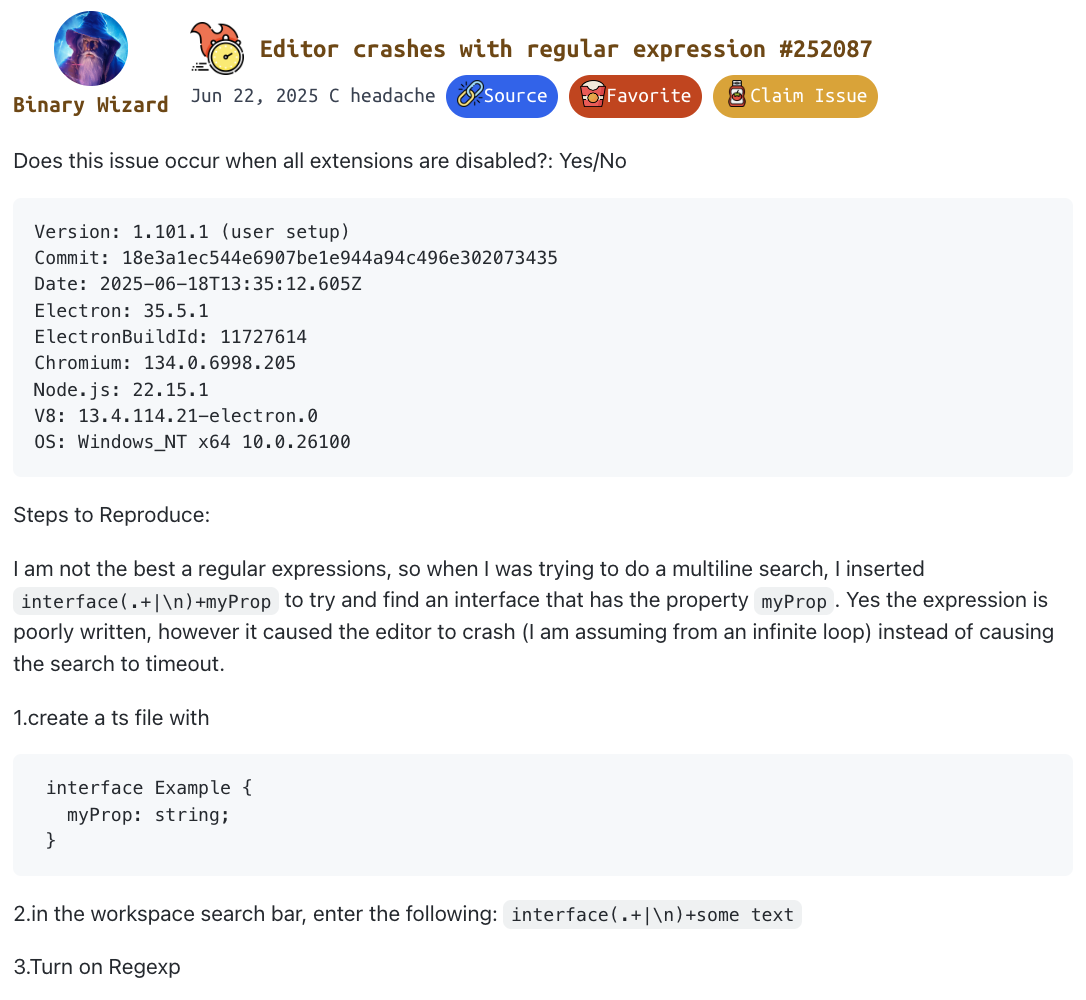 Editor crashes with regular expression #252087
Binary Wizard
Jun 22, 2025 C headache Source Favorite Claim Issue
Does this issue occur when all extensions are disabled?: Yes/No
Version: 1.101.1 (user setup)
Commit: 18e3a1ec544e6907be1e944a94c496e302073435
Date: 2025-06-18T13:35:12.605Z
Electron: 35.5.1
ElectronBuildId: 11727614
Chromium: 134.0.6998.205
Node.js: 22.15.1
V8: 13.4.114.21-electron.0
OS: Windows_NT x64 10.0.26100
Steps to Reproduce:
I am not the best a regular expressions, so when I was trying to do a multiline search, I inserted
interface(.+|\n)+myProp to try and find an interface that has the property myProp . Yes the expression is
poorly written, however it caused the editor to crash (I am assuming from an infinite loop) instead of causing
the search to timeout.
1.create a ts file with
interface Example {
  myProp: string;
}
2.in the workspace search bar, enter the following: interface(.+|\n)+some text
3.Turn on Regexp